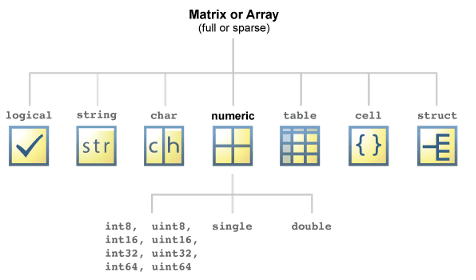 Matrix or Array
(full or sparse)
logical string char numeric table cell struct
str c h { }
int8, uint8, single double
int16, uint16,
int32, uint32,
int64, uint64